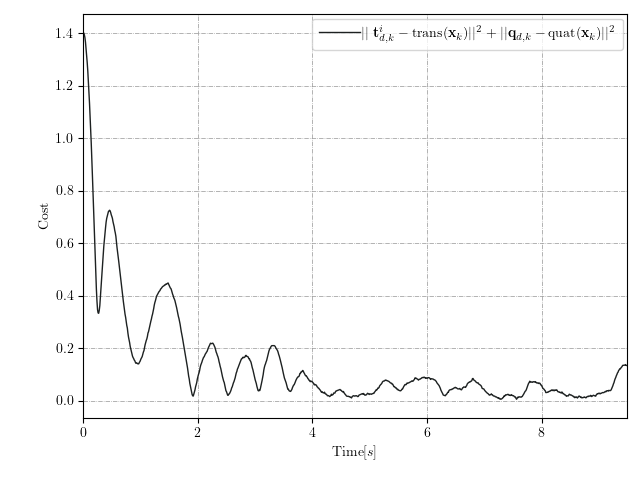 || t^i_{d,k} − trans(x_k)||² + ||q_{d,k} − quat(x_k)||²
1.4
1.2
1.0
0.8
0.6
0.4
0.2
0.0
Cost
0 2 4 6 8
Time[s]